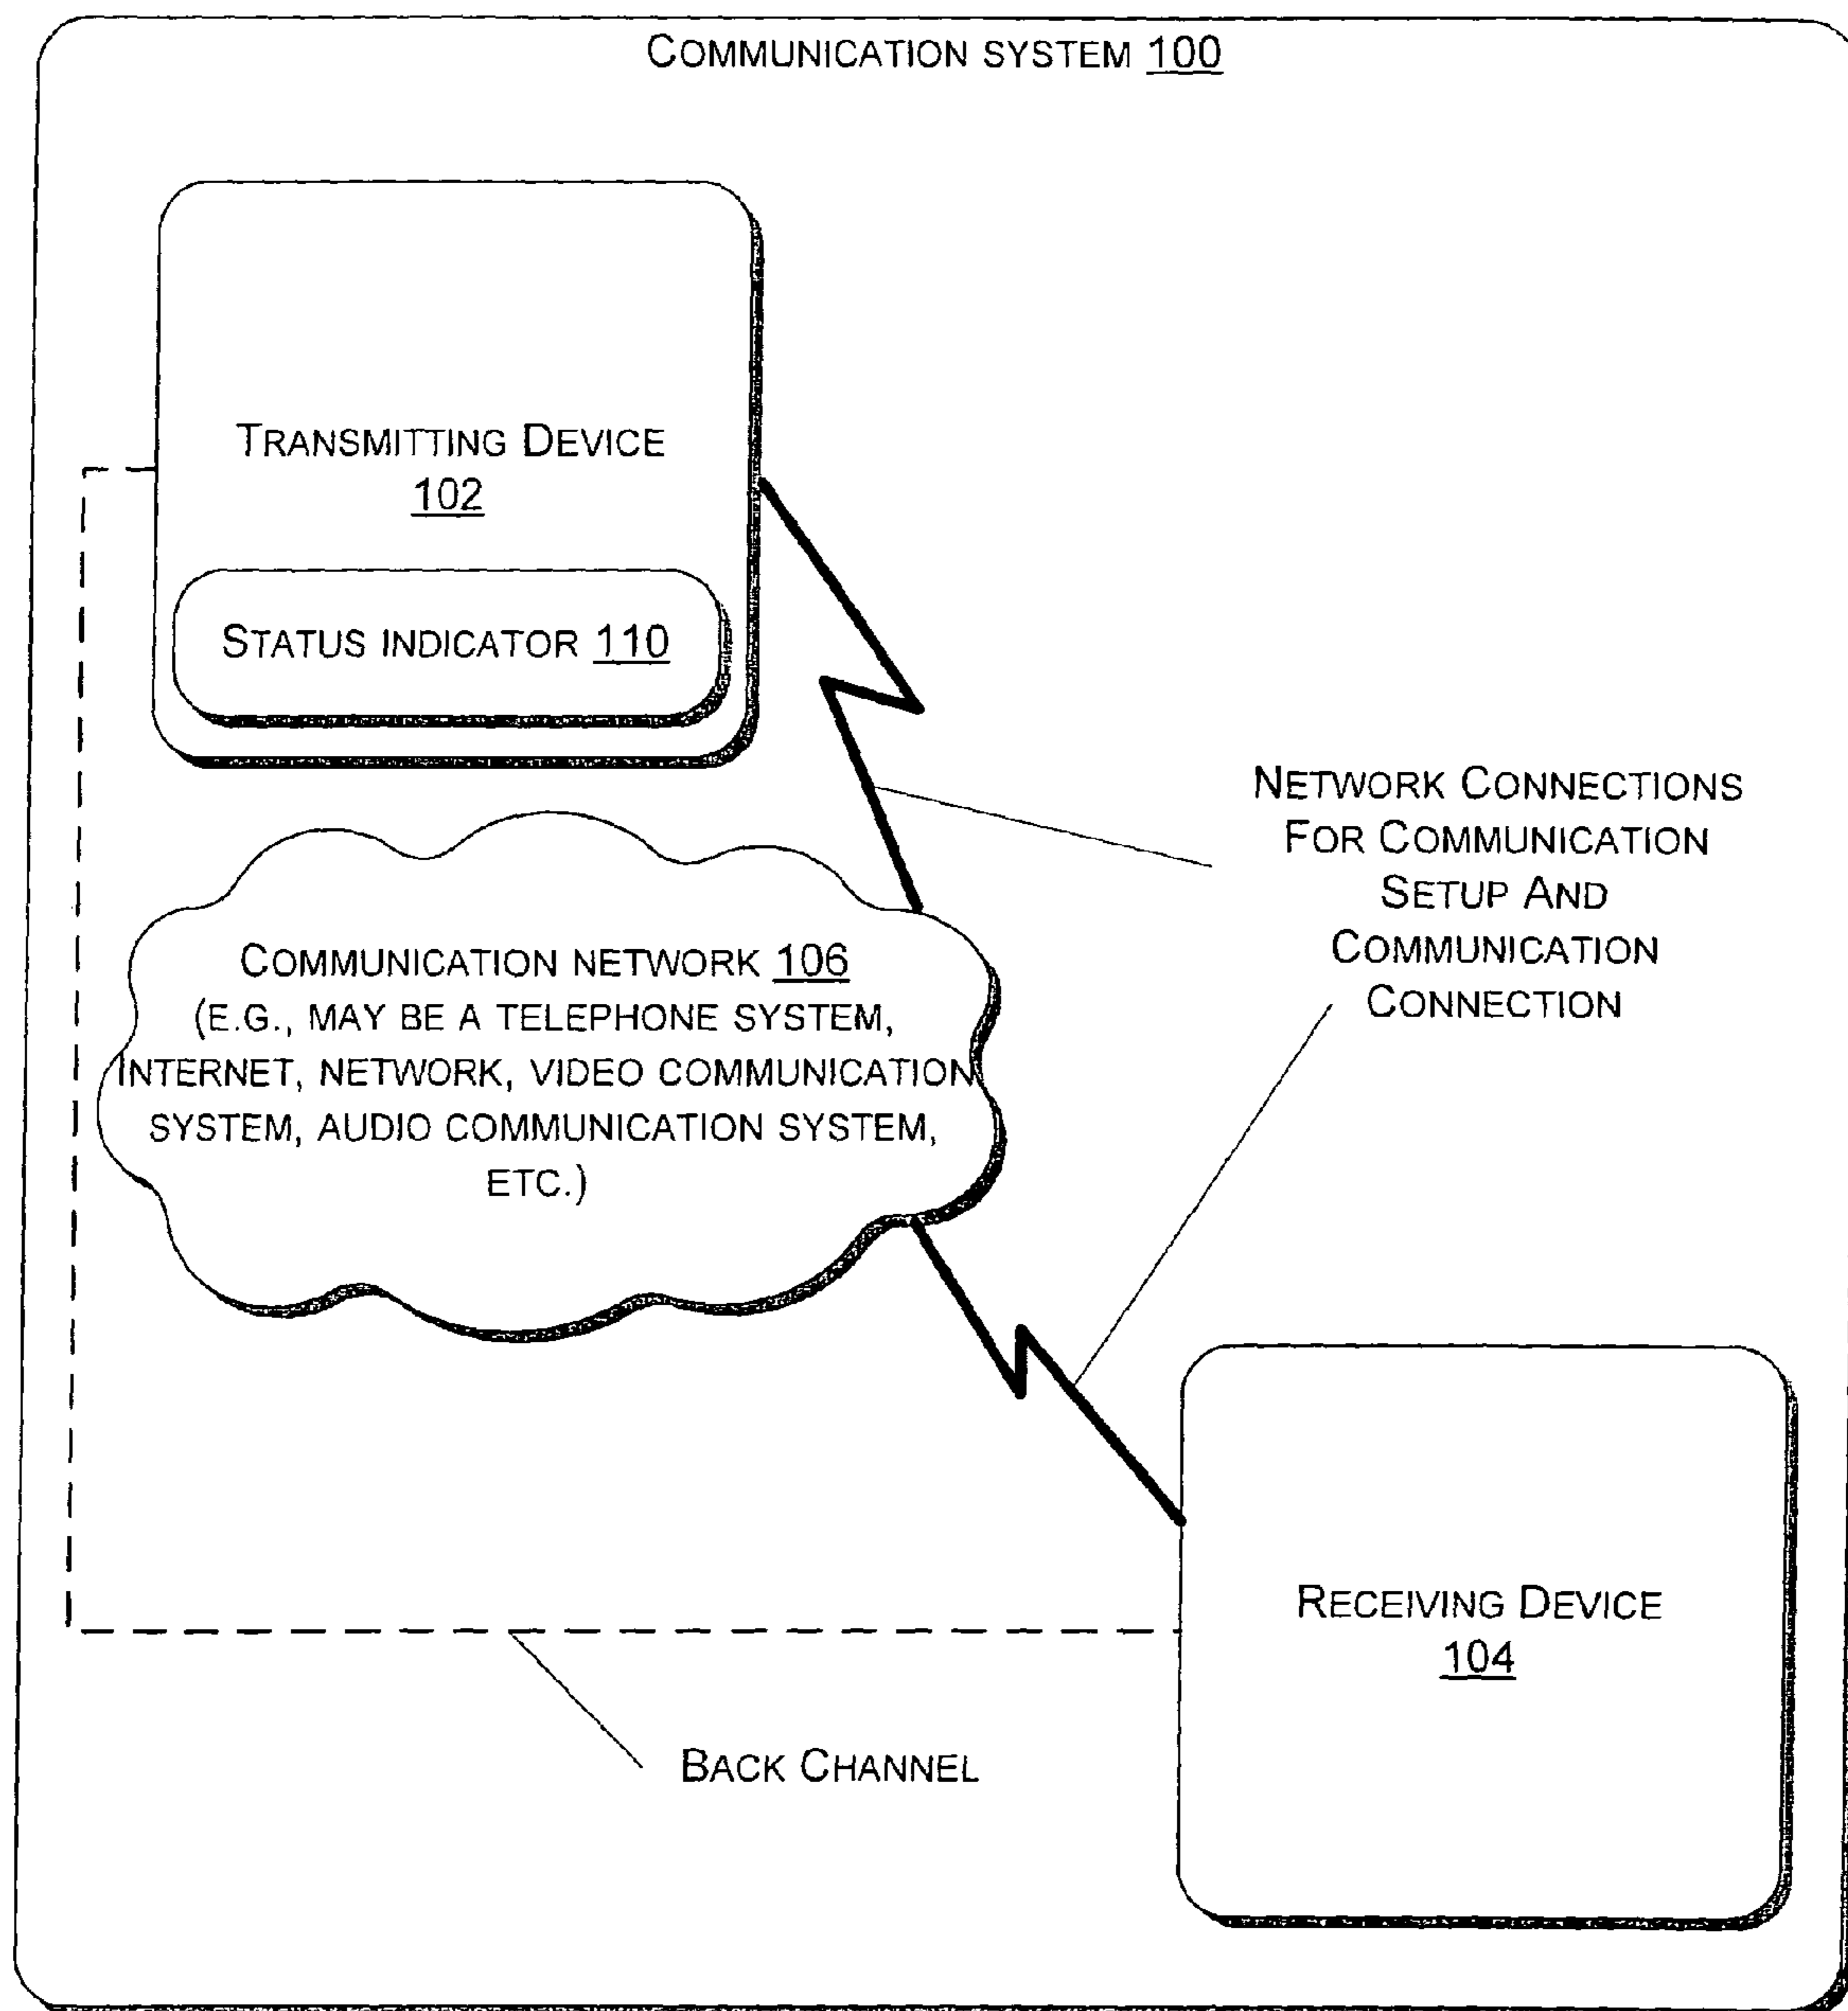 COMMUNICATION SYSTEM 100
TRANSMITTING DEVICE
102
STATUS INDICATOR 110
NETWORK CONNECTIONS
FOR COMMUNICATION
SETUP AND
COMMUNICATION
CONNECTION
COMMUNICATION NETWORK 106
(E.G., MAY BE A TELEPHONE SYSTEM,
INTERNET, NETWORK, VIDEO COMMUNICATION
SYSTEM, AUDIO COMMUNICATION SYSTEM,
ETC.)
RECEIVING DEVICE
104
BACK CHANNEL